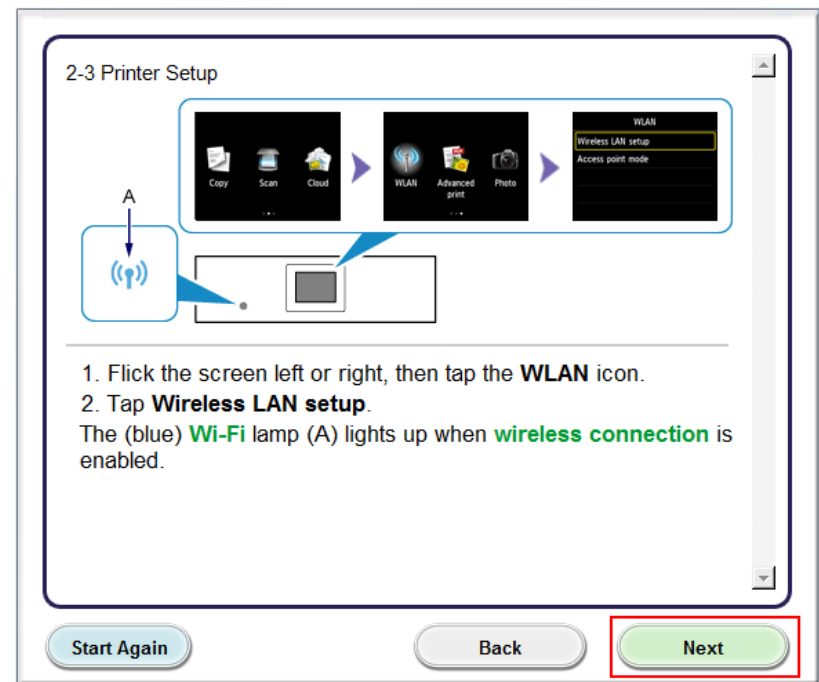 2-3 Printer Setup
Copy Scan Cloud
WLAN Advanced print Photo
WLAN
Wireless LAN setup
Access point mode
A
1. Flick the screen left or right, then tap the WLAN icon.
2. Tap Wireless LAN setup.
The (blue) Wi-Fi lamp (A) lights up when wireless connection is
enabled.
Start Again Back Next